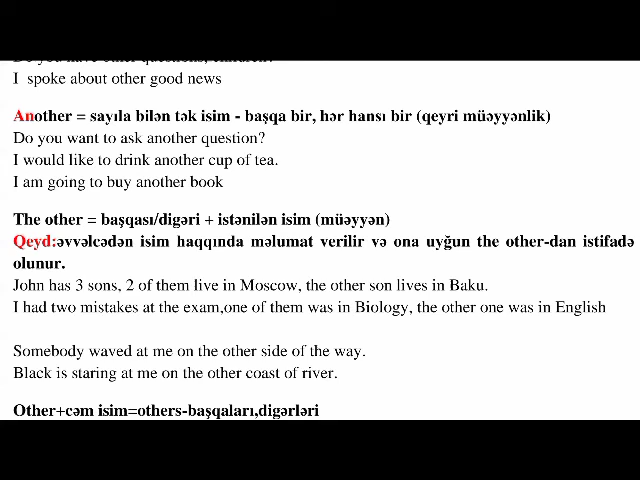 I spoke about other good news
Another = sayıla bilən tək isim - başqa bir, hər hansı bir (qeyri müəyyənlik)
Do you want to ask another question?
I would like to drink another cup of tea.
I am going to buy another book
The other = başqası/digəri + istənilən isim (müəyyən)
Qeyd:əvvəlcədən isim haqqında məlumat verilir və ona uyğun the other-dan istifadə
olunur.
John has 3 sons, 2 of them live in Moscow, the other son lives in Baku.
I had two mistakes at the exam,one of them was in Biology, the other one was in English
Somebody waved at me on the other side of the way.
Black is staring at me on the other coast of river.
Other+cəm isim=others-başqaları,digərləri